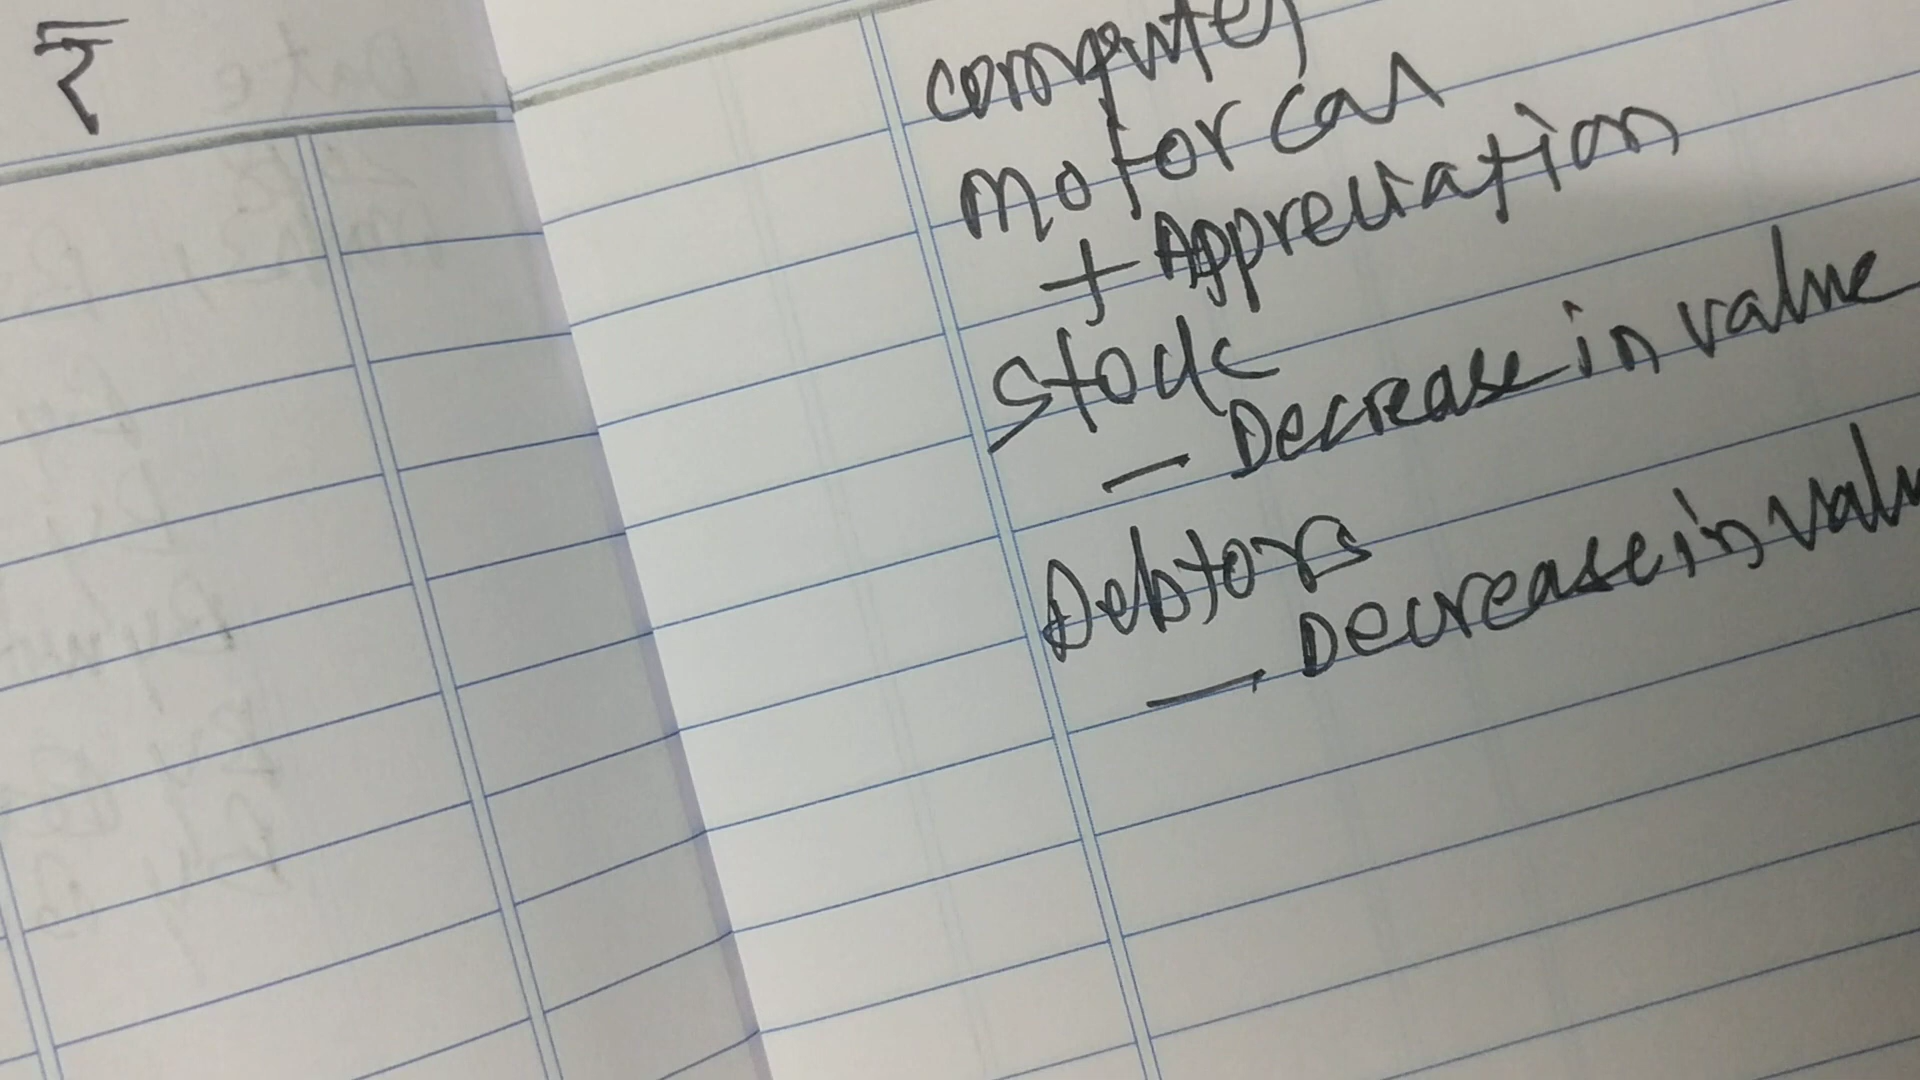 ₹
computer
Motor car
+ Appreciation
Stock
- Decrease in value
Debtors
- Decrease in valu